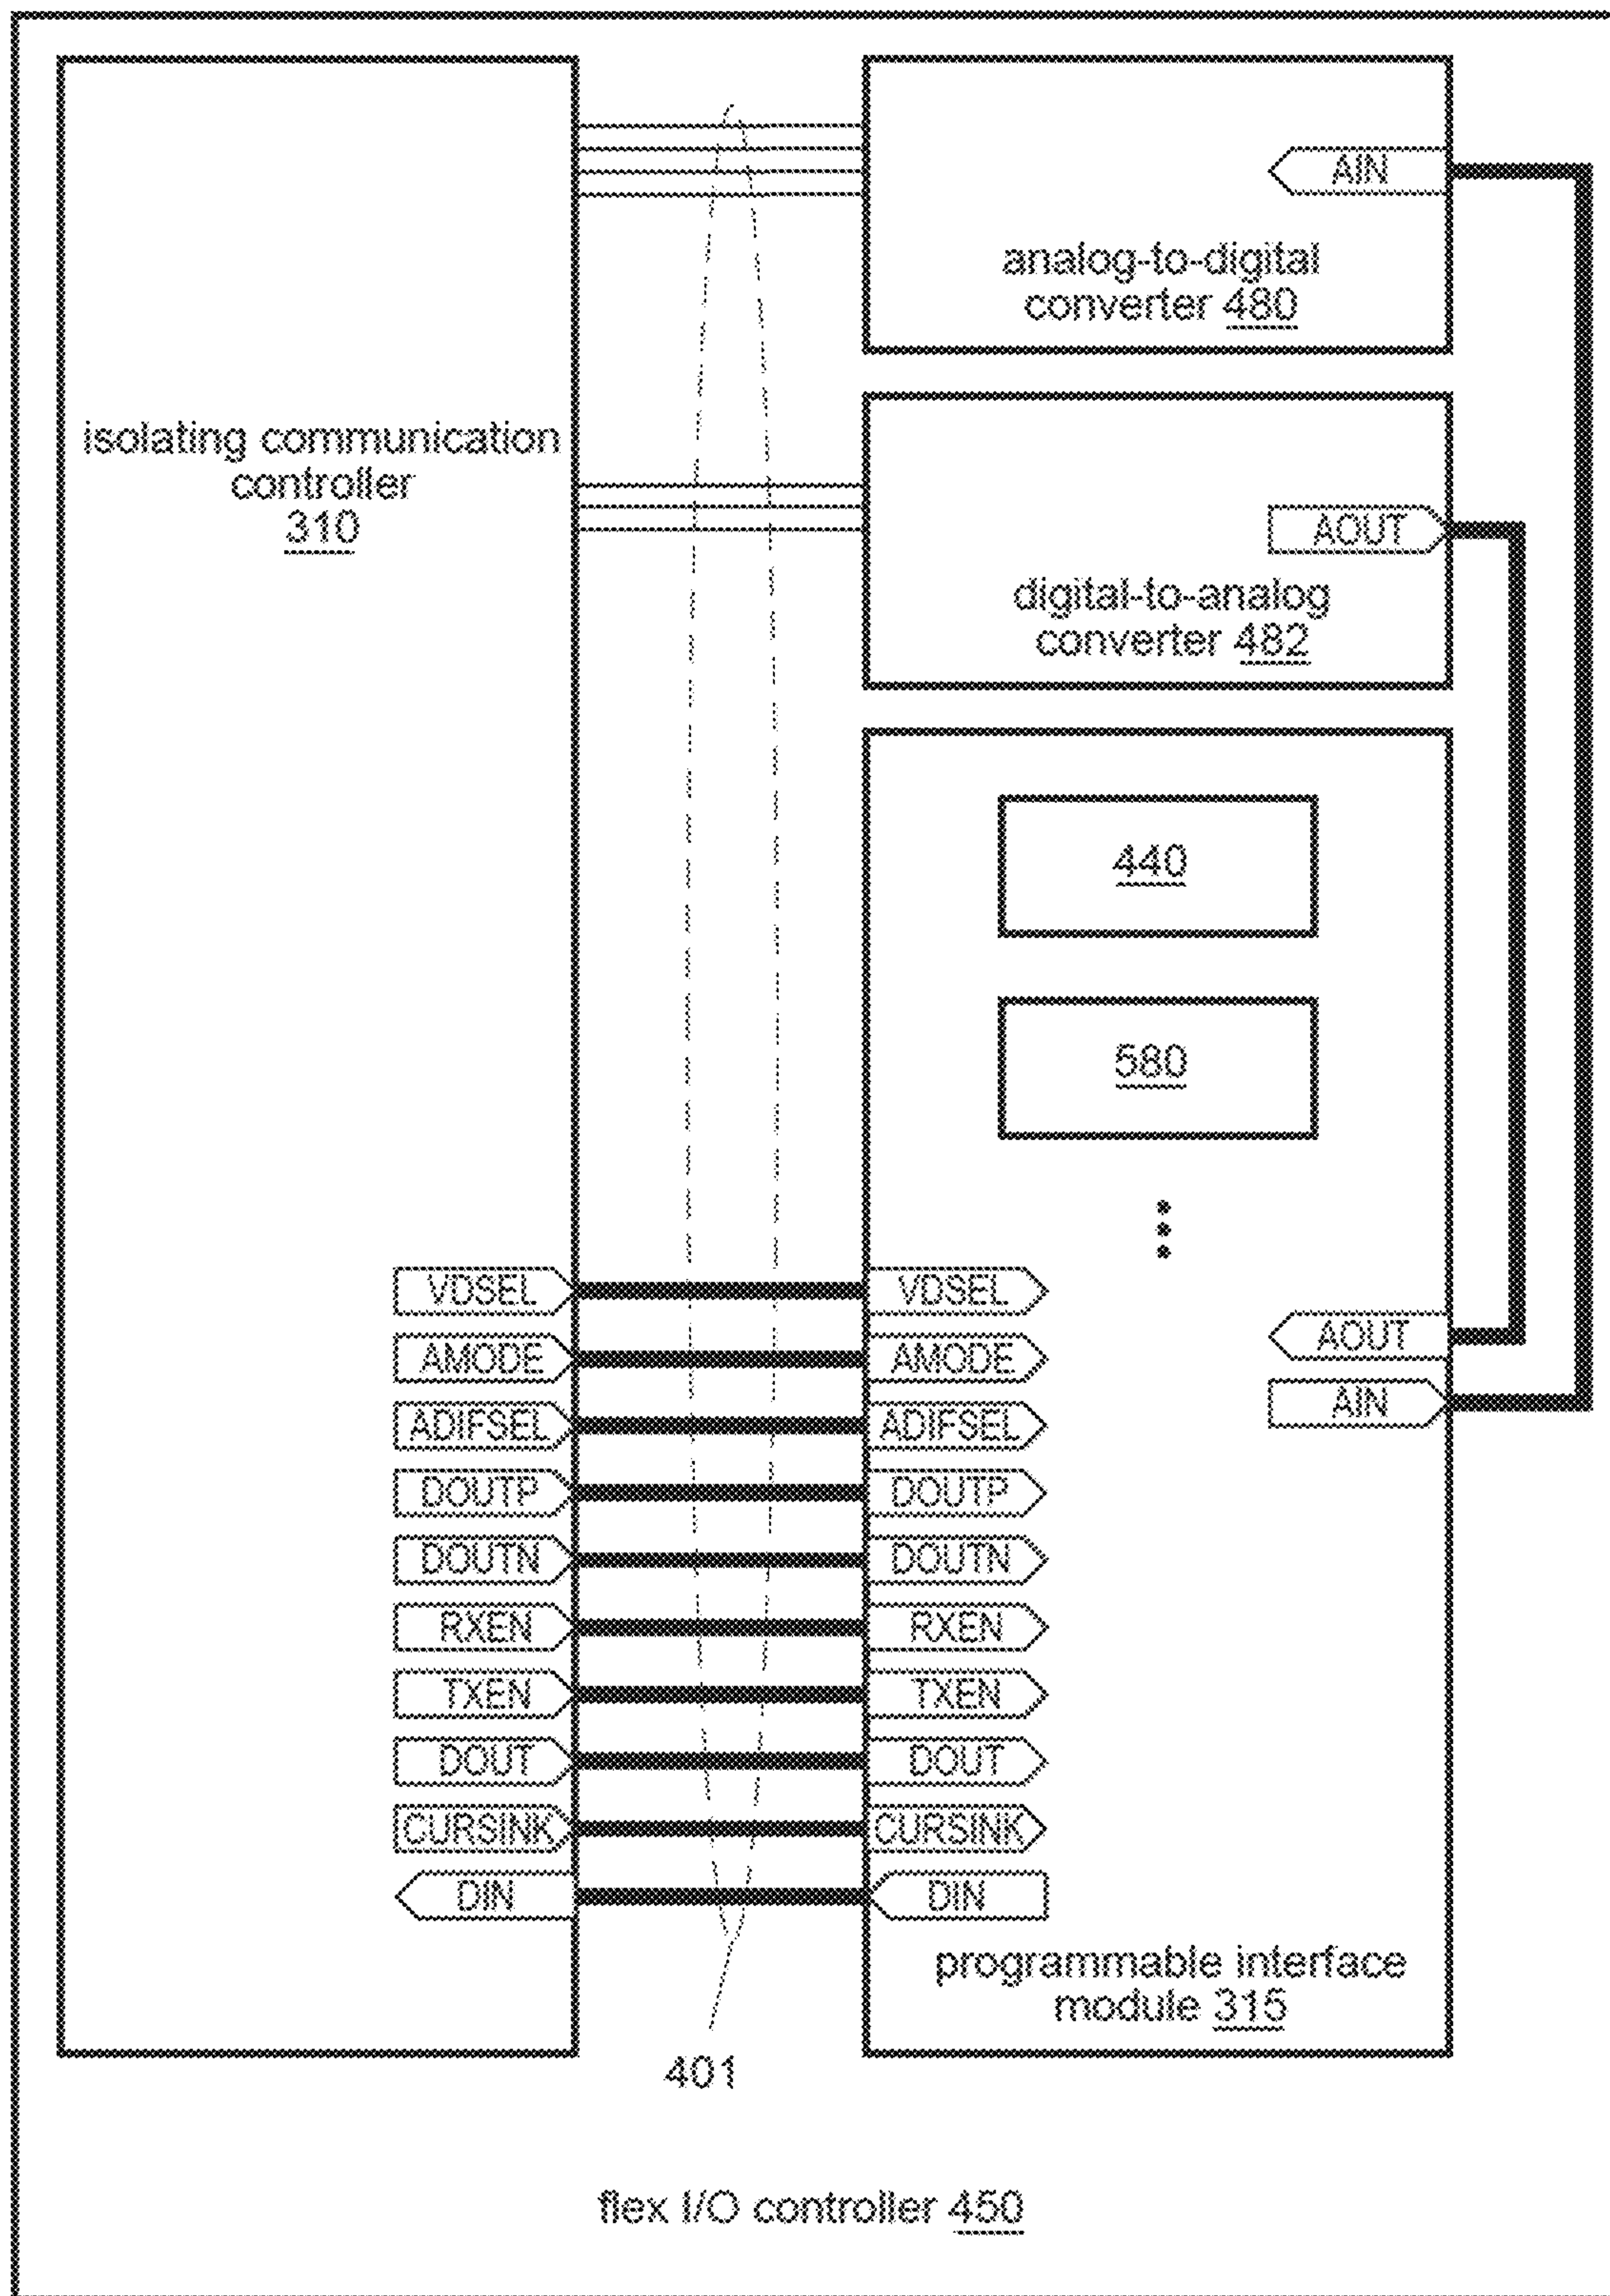 AIN
analog-to-digital
converter 480
isolating communication
controller
310
AOUT
digital-to-analog
converter 482
440
580
VDSEL VDSEL
AOUT
AMODE AMODE
AIN
ADIFSEL ADIFSEL
DOUTP DOUTP
DOUTN DOUTN
RXEN RXEN
TXEN TXEN
DOUT DOUT
CURSINK CURSINK
DIN DIN
programmable interface
module 315
401
flex I/O controller 450